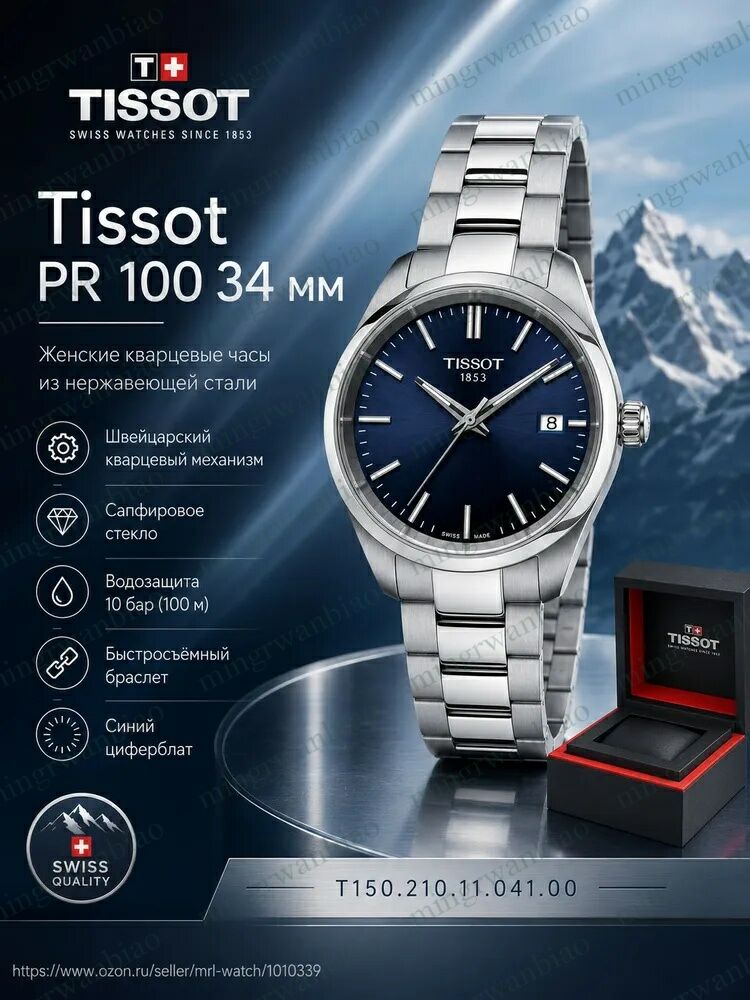 TISSOT
SWISS WATCHES SINCE 1853
Tissot
PR 100 34 мм
Женские кварцевые часы
из нержавеющей стали
Швейцарский
кварцевый механизм
Сапфировое
стекло
Водозащита
10 бар (100 м)
Быстросъёмный
браслет
Синий
циферблат
TISSOT
1853
8
SWISS MADE
T+
TISSOT
SWISS WATCHES SINCE 1853
SWISS
QUALITY
T150.210.11.041.00
https://www.ozon.ru/seller/mrl-watch/1010339
mingrwanbiao